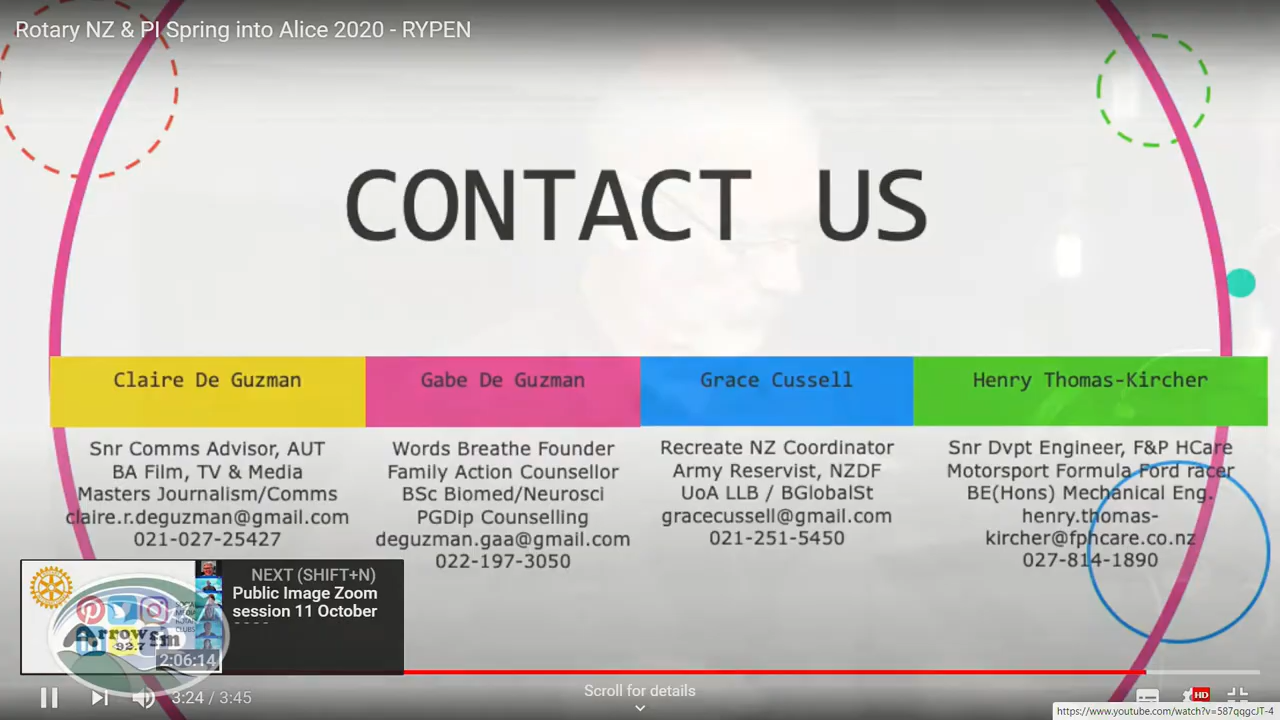 Rotary NZ & PI Spring into Alice 2020 - RYPEN
CONTACT US
Claire De Guzman
Snr Comms Advisor, AUT
BA Film, TV & Media
Masters Journalism/Comms
claire.r.deguzman@gmail.com
021-027-25427
Gabe De Guzman
Words Breathe Founder
Family Action Counsellor
BSc Biomed/Neurosci
PGDip Counselling
deguzman.gaa@gmail.com
022-197-3050
Grace Cussell
Recreate NZ Coordinator
Army Reservist, NZDF
UoA LLB / BGlobalSt
gracecussell@gmail.com
021-251-5450
Henry Thomas-Kircher
Snr Dvpt Engineer, F&P HCare
Motorsport Formula Ford racer
BE(Hons) Mechanical Eng.
henry.thomas-
kircher@fphcare.co.nz
027-814-1890
NEXT (SHIFT+N)
Public Image Zoom
session 11 October
Arrow fm
92.7
2:06:14
3:24 / 3:45
Scroll for details
HD
https://www.youtube.com/watch?v=587qqgcJT-4